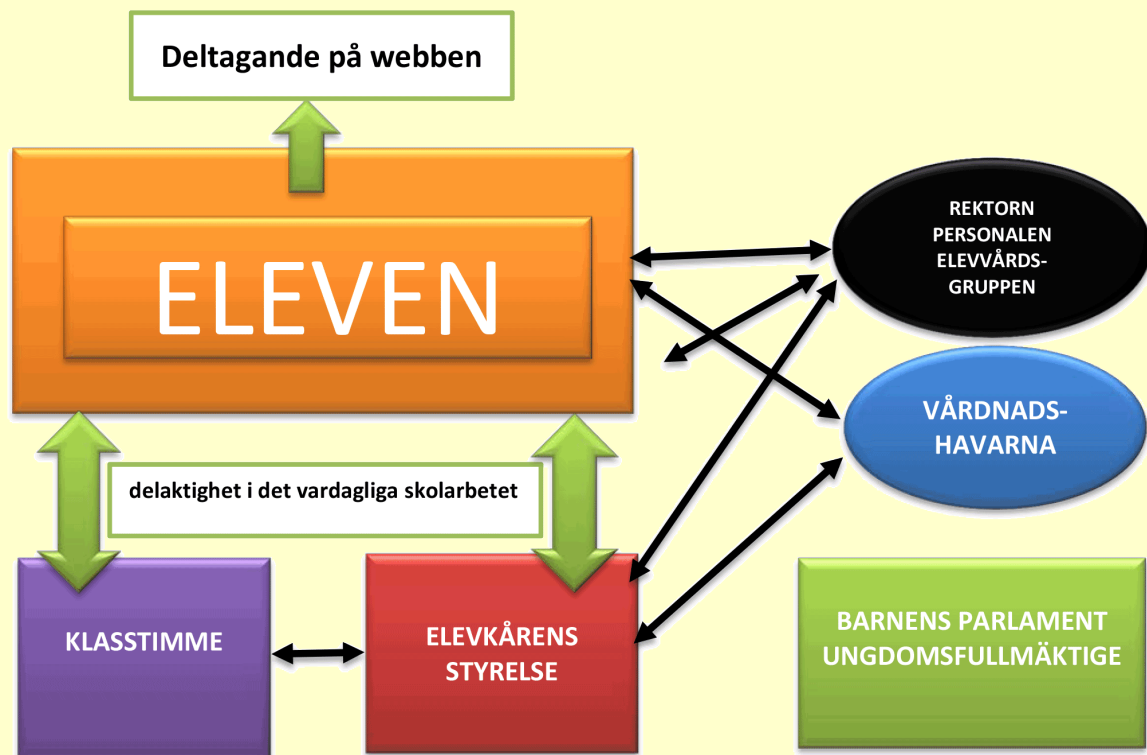 Deltagande på webben
ELEVEN
REKTORN
PERSONALEN
ELEVVÅRDS-
GRUPPEN
VÅRDNADS-
HAVARNA
delaktighet i det vardagliga skolarbetet
KLASSTIMME
ELEVKÅRENS
STYRELSE
BARNENS PARLAMENT
UNGDOMSFULLMÄKTIGE